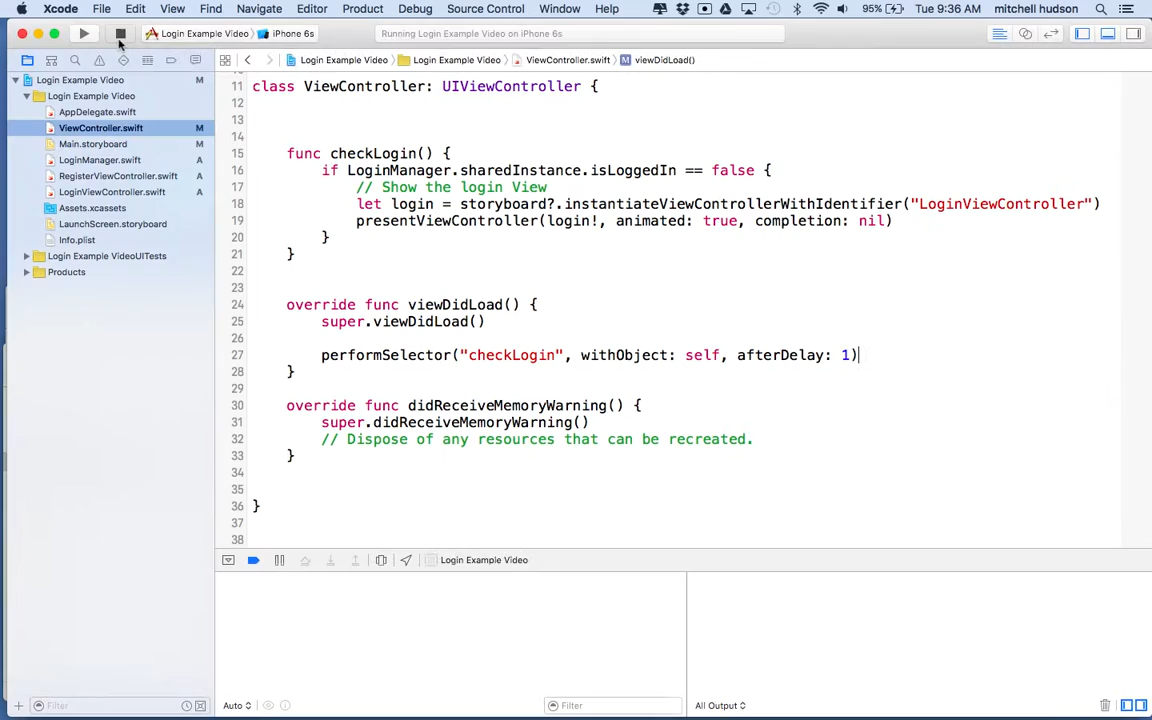 Xcode File Edit View Find Navigate Editor Product Debug Source Control Window Help 95% Tue 9:36 AM mitchell hudson
Login Example Video iPhone 6s Running Login Example Video on iPhone 6s
Login Example Video Login Example Video ViewController.swift M viewDidLoad()
Login Example Video M
Login Example Video
AppDelegate.swift
ViewController.swift M
Main.storyboard M
LoginManager.swift A
RegisterViewController.swift A
LoginViewController.swift A
Assets.xcassets
LaunchScreen.storyboard
Info.plist
Login Example VideoUITests
Products
11 class ViewController: UIViewController {
12
13
14
15 func checkLogin() {
16 if LoginManager.sharedInstance.isLoggedIn == false {
17 // Show the login View
18 let login = storyboard?.instantiateViewControllerWithIdentifier("LoginViewController")
19 presentViewController(login!, animated: true, completion: nil)
20 }
21 }
22
23
24 override func viewDidLoad() {
25 super.viewDidLoad()
26
27 performSelector("checkLogin", withObject: self, afterDelay: 1)
28 }
29
30 override func didReceiveMemoryWarning() {
31 super.didReceiveMemoryWarning()
32 // Dispose of any resources that can be recreated.
33 }
34
35
36 }
37
38
Login Example Video
Filter Auto Filter All Output